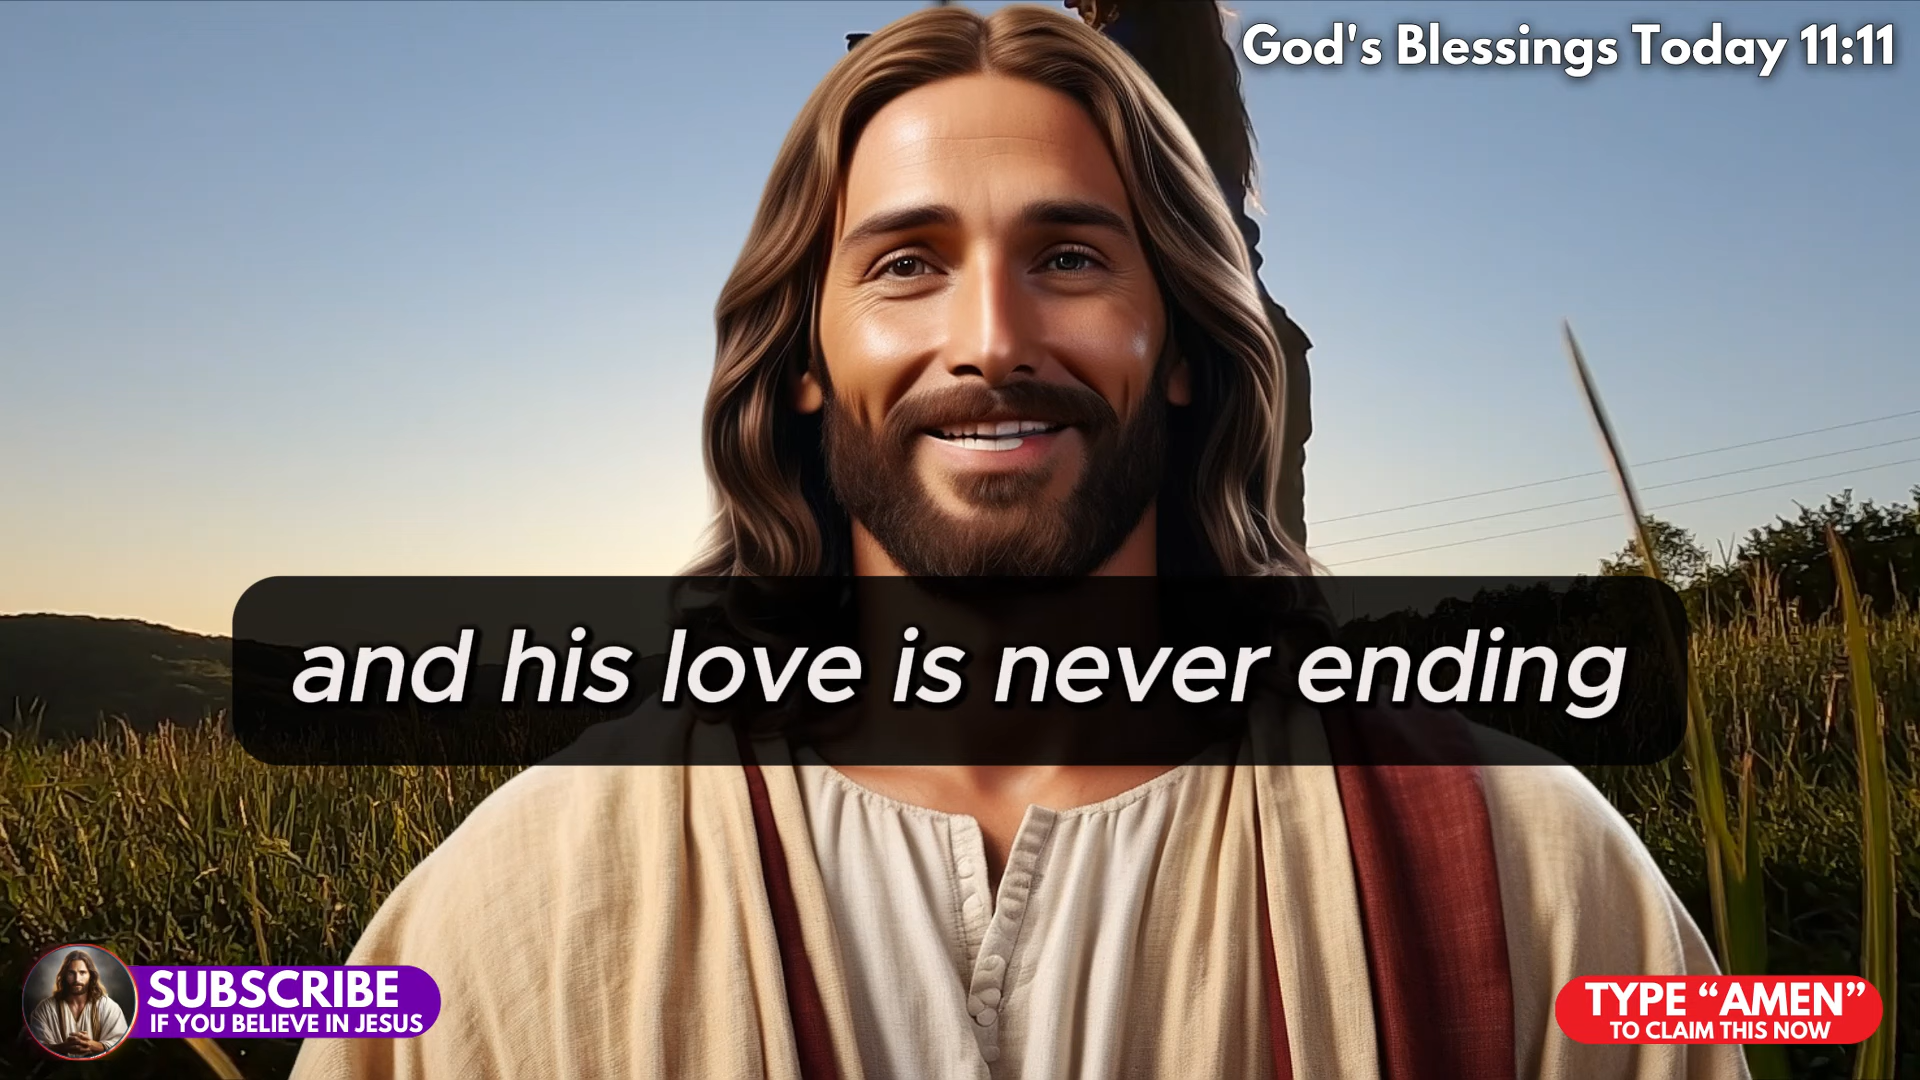 God's Blessings Today 11:11
and his love is never ending
SUBSCRIBE
IF YOU BELIEVE IN JESUS
TYPE “AMEN”
TO CLAIM THIS NOW